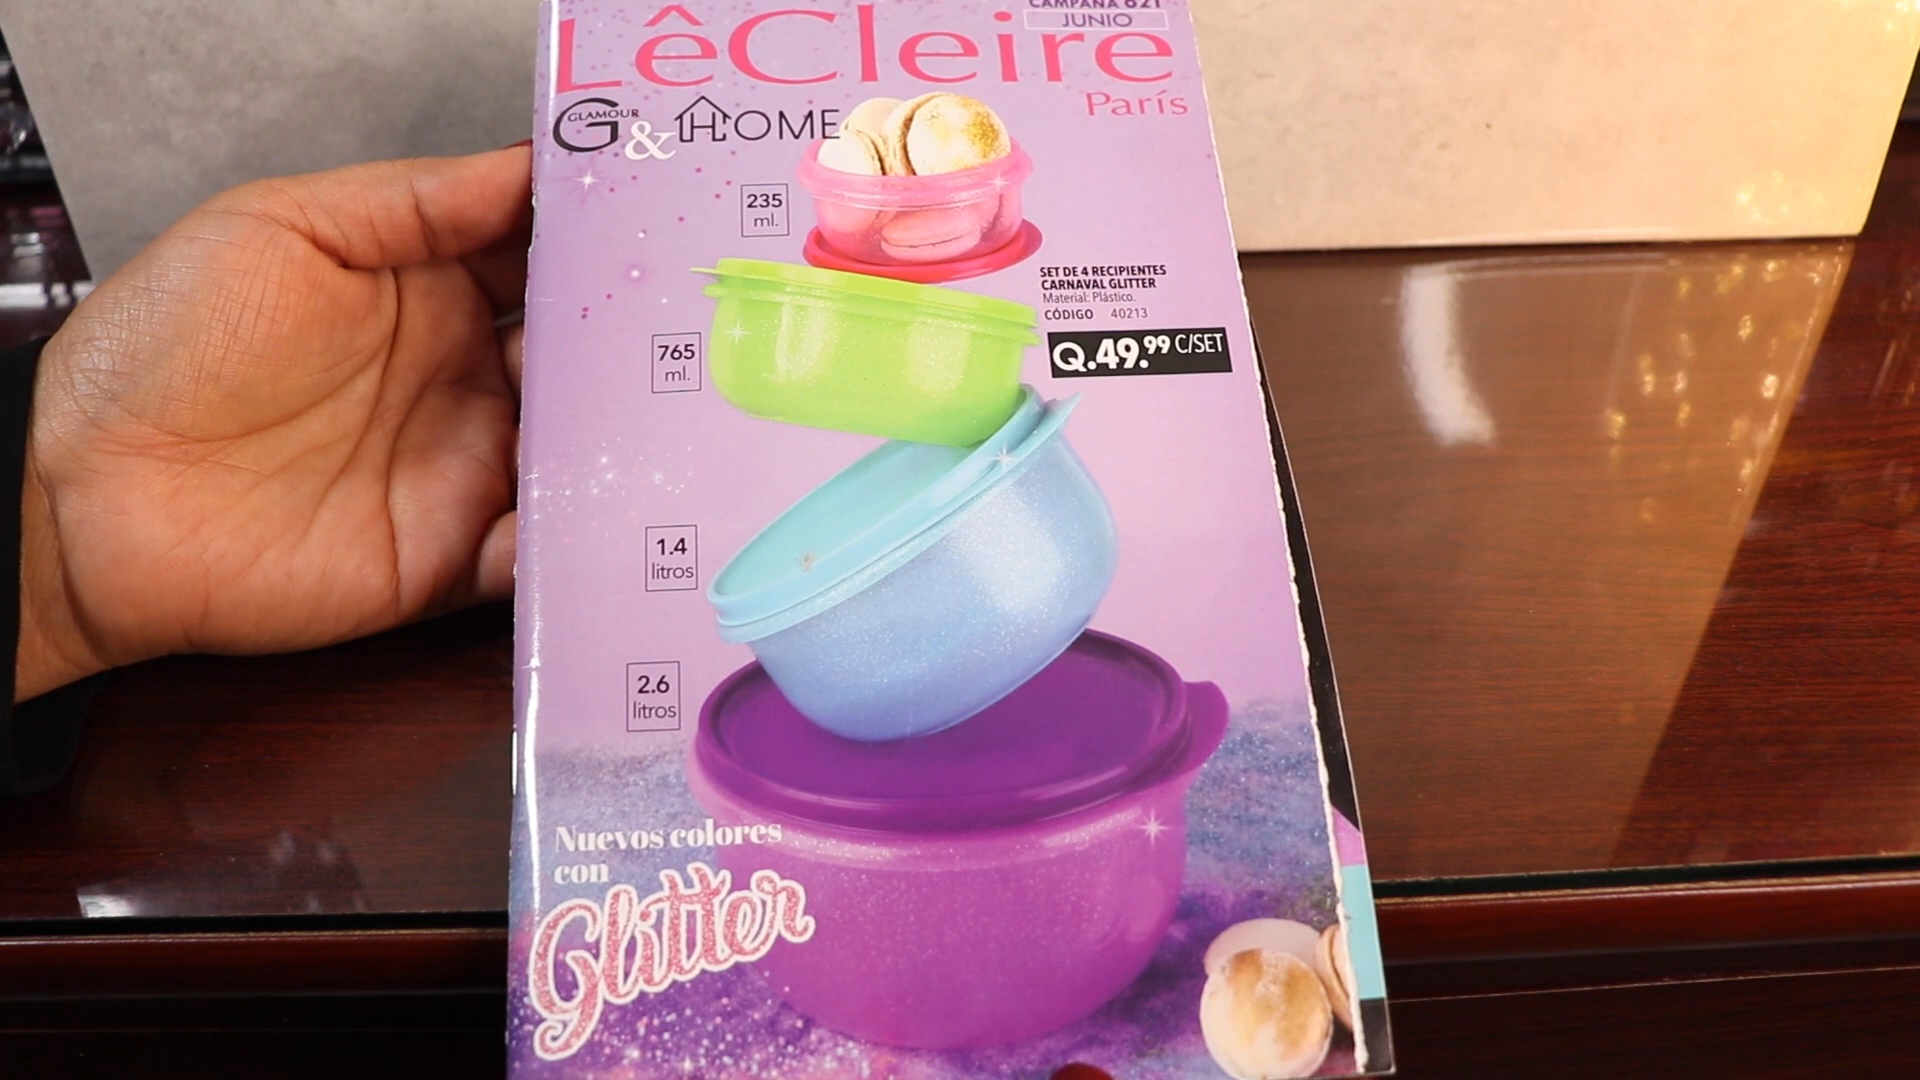 CAMPAÑA 621
JUNIO
LêCleire
París
GLAMOUR
G & HOME
235
ml.
SET DE 4 RECIPIENTES
CARNAVAL GLITTER
Material: Plástico.
CÓDIGO 40213
Q.49.99 C/SET
765
ml.
1.4
litros
2.6
litros
Nuevos colores
con
Glitter